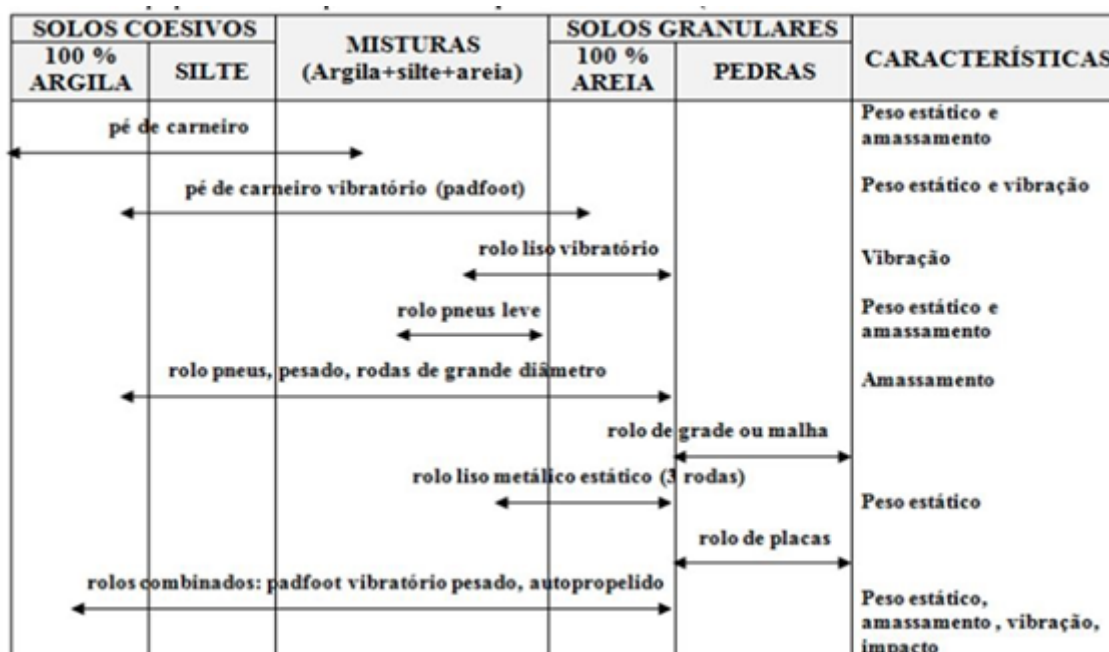 SOLOS COESIVOS
SOLOS GRANULARES
MISTURAS
(Argila+silte+areia)
CARACTERÍSTICAS
100 %
ARGILA
SILTE
100 %
AREIA
PEDRAS
pé de carneiro
Peso estático e
amassamento
pé de carneiro vibratório (padfoot)
Peso estático e vibração
rolo liso vibratório
Vibração
rolo pneus leve
Peso estático e
amassamento
rolo pneus, pesado, rodas de grande diâmetro
Amassamento
rolo de grade ou malha
rolo liso metálico estático (3 rodas)
Peso estático
rolo de placas
rolos combinados: padfoot vibratório pesado, autopropelido
Peso estático,
amassamento , vibração,
impacto